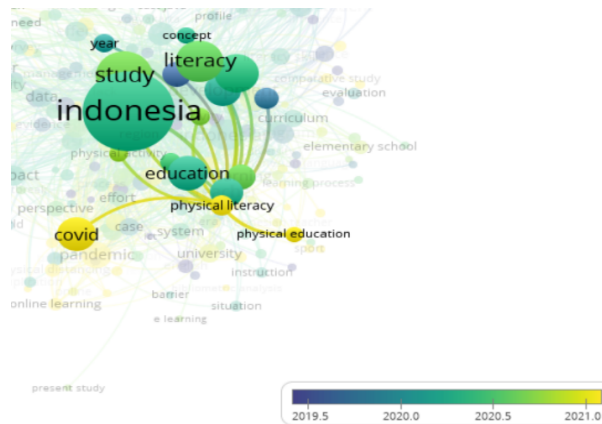 profile
need
concept
year
literacy
study
comparative study
data
evaluation
indonesia
curriculum
elementary school
physical activity
education
learning process
effort
perspective
physical literacy
case
system
covid
physical education
pandemic
university
sport
instruction
online learning
barrier
situation
e learning
present study
2019.5 2020.0 2020.5 2021.0